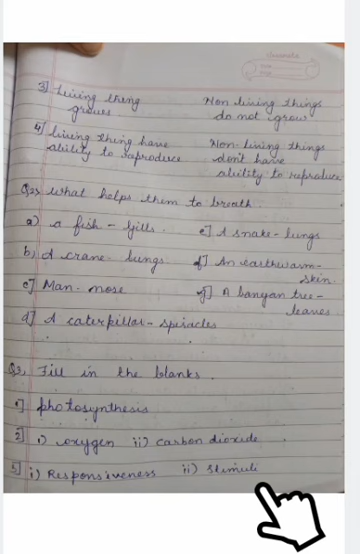 3] Living thing grows
Non living things do not grow
4] living thing have ability to reproduce
Non-living things don't have ability to reproduce
Q2, What helps them to breath.
a) a fish - gills.
e] A snake - lungs
b) A crane - lungs
f] An earthwarm - skin
c] Man - nose
g] A banyan tree - leaves
d] A caterpillar - spiracles
Q3, Fill in the blanks.
1] photosynthesis
2] i) oxygen ii) carbon dioxide
3] i) Responsiveness ii) stimuli